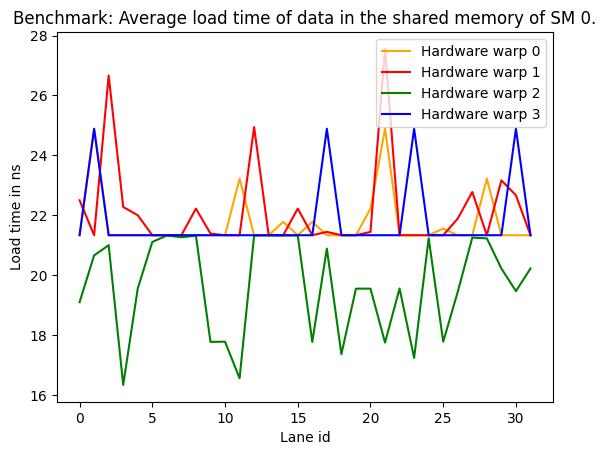 Benchmark: Average load time of data in the shared memory of SM 0.
28
26
24
22
20
18
16
Load time in ns
Hardware warp 0
Hardware warp 1
Hardware warp 2
Hardware warp 3
0 5 10 15 20 25 30
Lane id